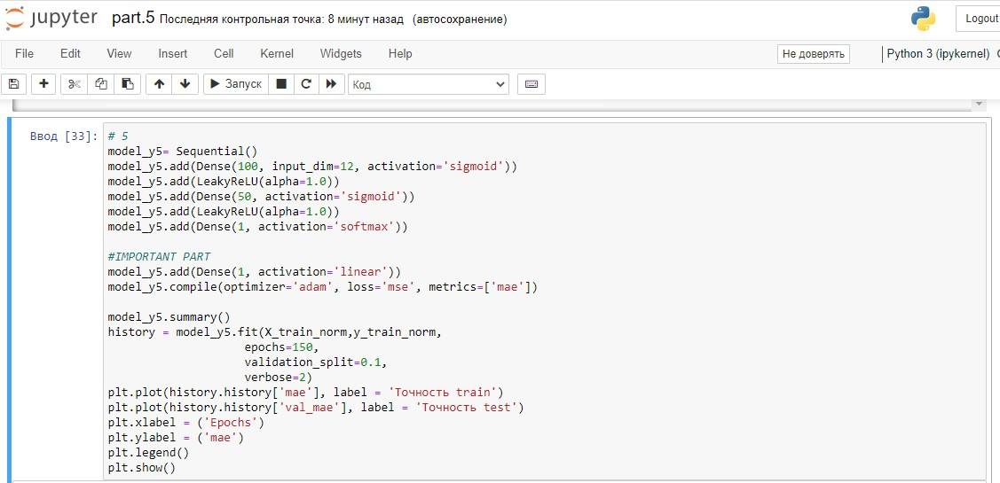 jupyter part.5 Последняя контрольная точка: 8 минут назад (автосохранение)
Logout
File Edit View Insert Cell Kernel Widgets Help
Не доверять
Python 3 (ipykernel)
Запуск
Код
Ввод [33]:
# 5
model_y5= Sequential()
model_y5.add(Dense(100, input_dim=12, activation='sigmoid'))
model_y5.add(LeakyReLU(alpha=1.0))
model_y5.add(Dense(50, activation='sigmoid'))
model_y5.add(LeakyReLU(alpha=1.0))
model_y5.add(Dense(1, activation='softmax'))
#IMPORTANT PART
model_y5.add(Dense(1, activation='linear'))
model_y5.compile(optimizer='adam', loss='mse', metrics=['mae'])
model_y5.summary()
history = model_y5.fit(X_train_norm,y_train_norm,
epochs=150,
validation_split=0.1,
verbose=2)
plt.plot(history.history['mae'], label = 'Точность train')
plt.plot(history.history['val_mae'], label = 'Точность test')
plt.xlabel = ('Epochs')
plt.ylabel = ('mae')
plt.legend()
plt.show()